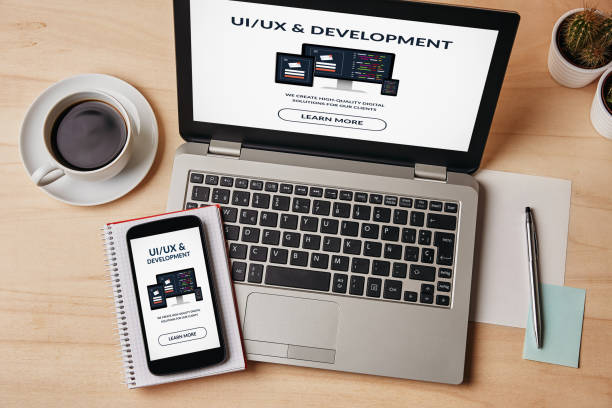 UI/UX & DEVELOPMENT
WE CREATE HIGH-QUALITY DIGITAL
SOLUTIONS FOR OUR CLIENTS
LEARN MORE
UI/UX &
DEVELOPMENT
WE CREATE HIGH-QUALITY DIGITAL
SOLUTIONS FOR OUR CLIENTS
LEARN MORE